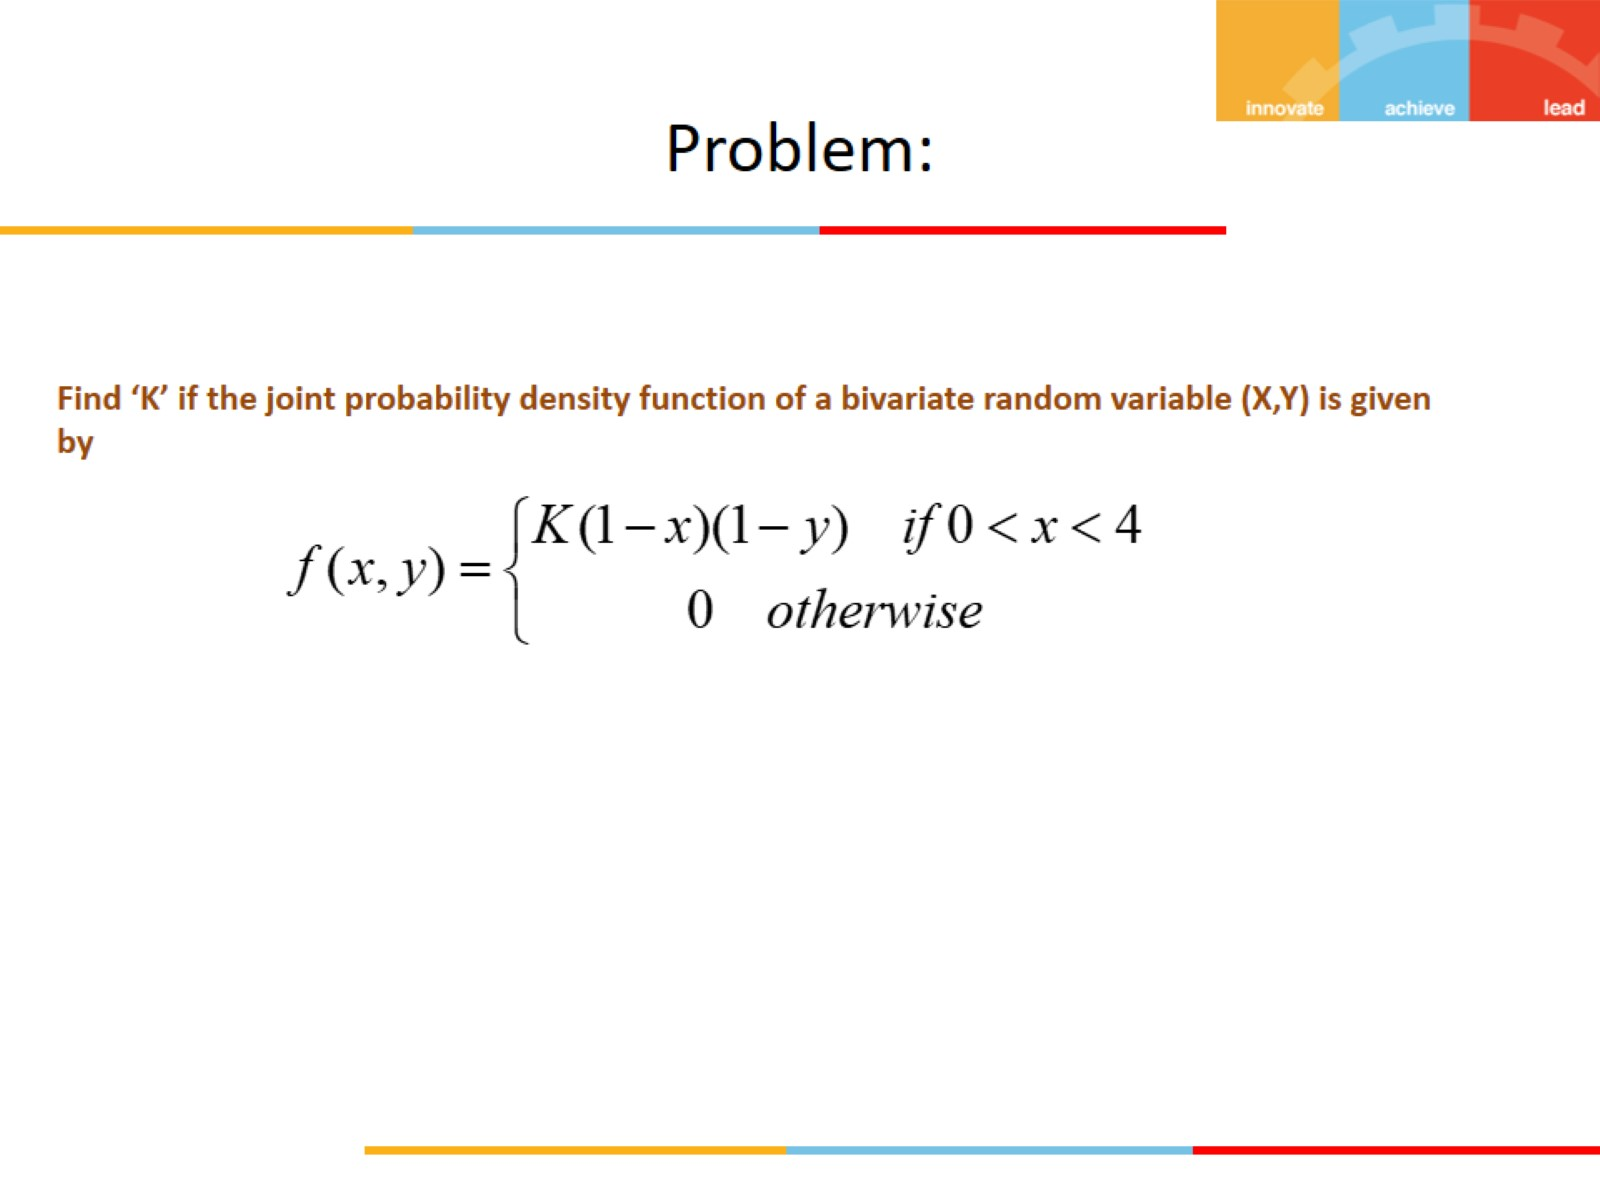 innovate achieve lead
Problem:
Find ‘K’ if the joint probability density function of a bivariate random variable (X,Y) is given
by
f(x, y) = { K(1−x)(1−y) if 0 < x < 4
0 otherwise